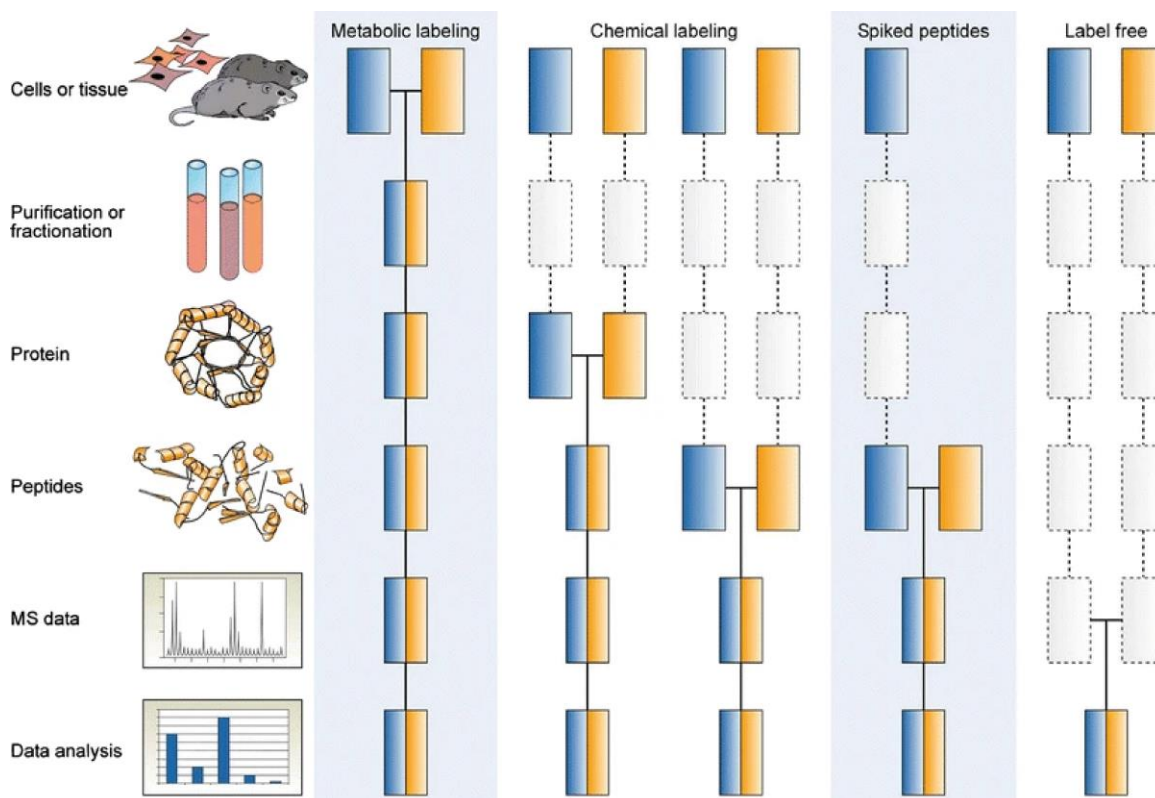 Metabolic labeling
Chemical labeling
Spiked peptides
Label free
Cells or tissue
Purification or
fractionation
Protein
Peptides
MS data
Data analysis